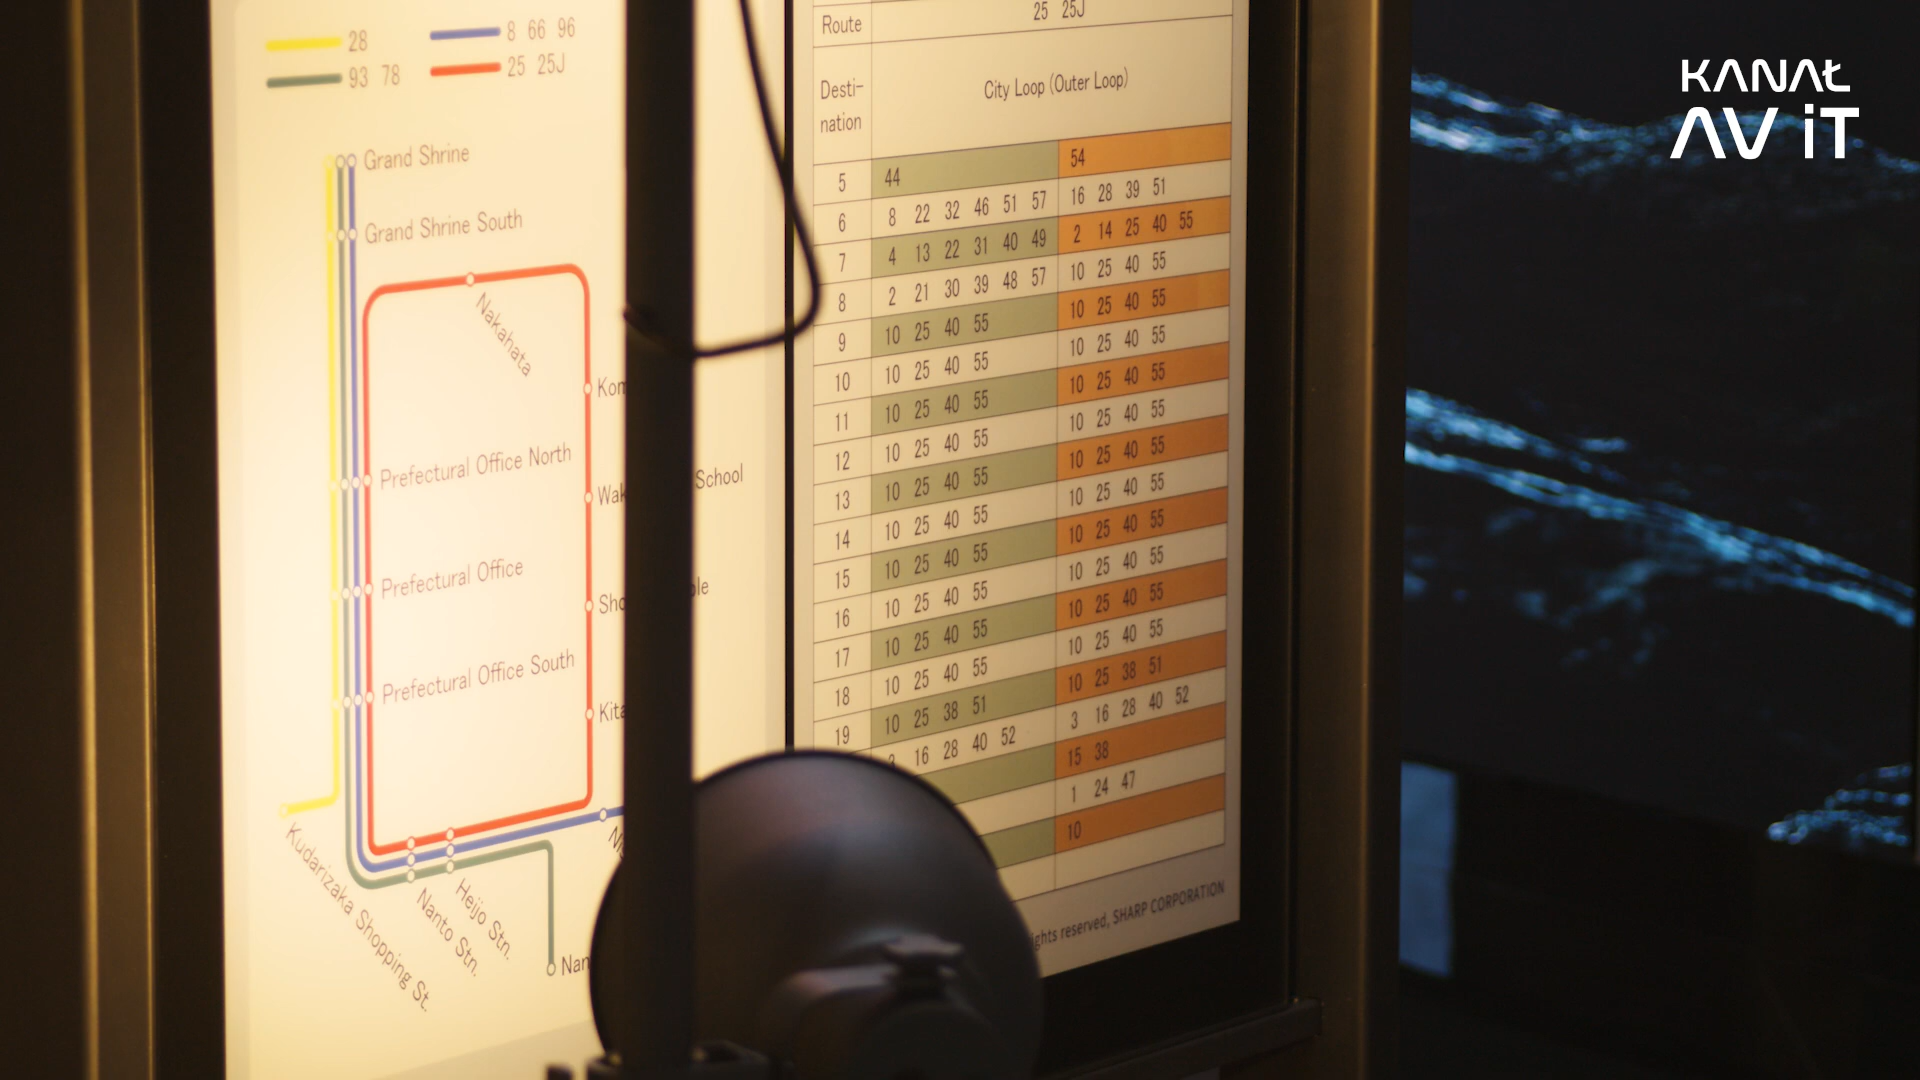 28
8 66 96
93 78
25 25J
Grand Shrine
Grand Shrine South
Nakahata
Prefectural Office North
School
Prefectural Office
Prefectural Office South
Kudarizaka Shopping St.
Nanto Stn.
Heijo Stn.
Route 25 25J
Desti-
nation
City Loop (Outer Loop)
5 44 54
6 8 22 32 46 51 57 16 28 39 51
7 4 13 22 31 40 49 2 14 25 40 55
8 2 21 30 39 48 57 10 25 40 55
9 10 25 40 55 10 25 40 55
10 10 25 40 55 10 25 40 55
11 10 25 40 55 10 25 40 55
12 10 25 40 55 10 25 40 55
13 10 25 40 55 10 25 40 55
14 10 25 40 55 10 25 40 55
15 10 25 40 55 10 25 40 55
16 10 25 40 55 10 25 40 55
17 10 25 40 55 10 25 40 55
18 10 25 40 55 10 25 40 55
19 10 25 38 51 10 25 38 51
3 16 28 40 52 3 16 28 40 52
15 38
1 24 47
10
reserved, SHARP CORPORATION
KANAŁ
AV iT